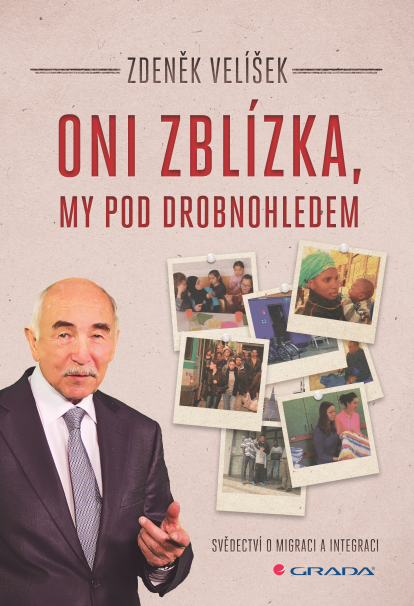 ZDENĚK VELÍŠEK
ONI ZBLÍZKA,
MY POD DROBNOHLEDEM
SVĚDECTVÍ O MIGRACI A INTEGRACI
GRADA